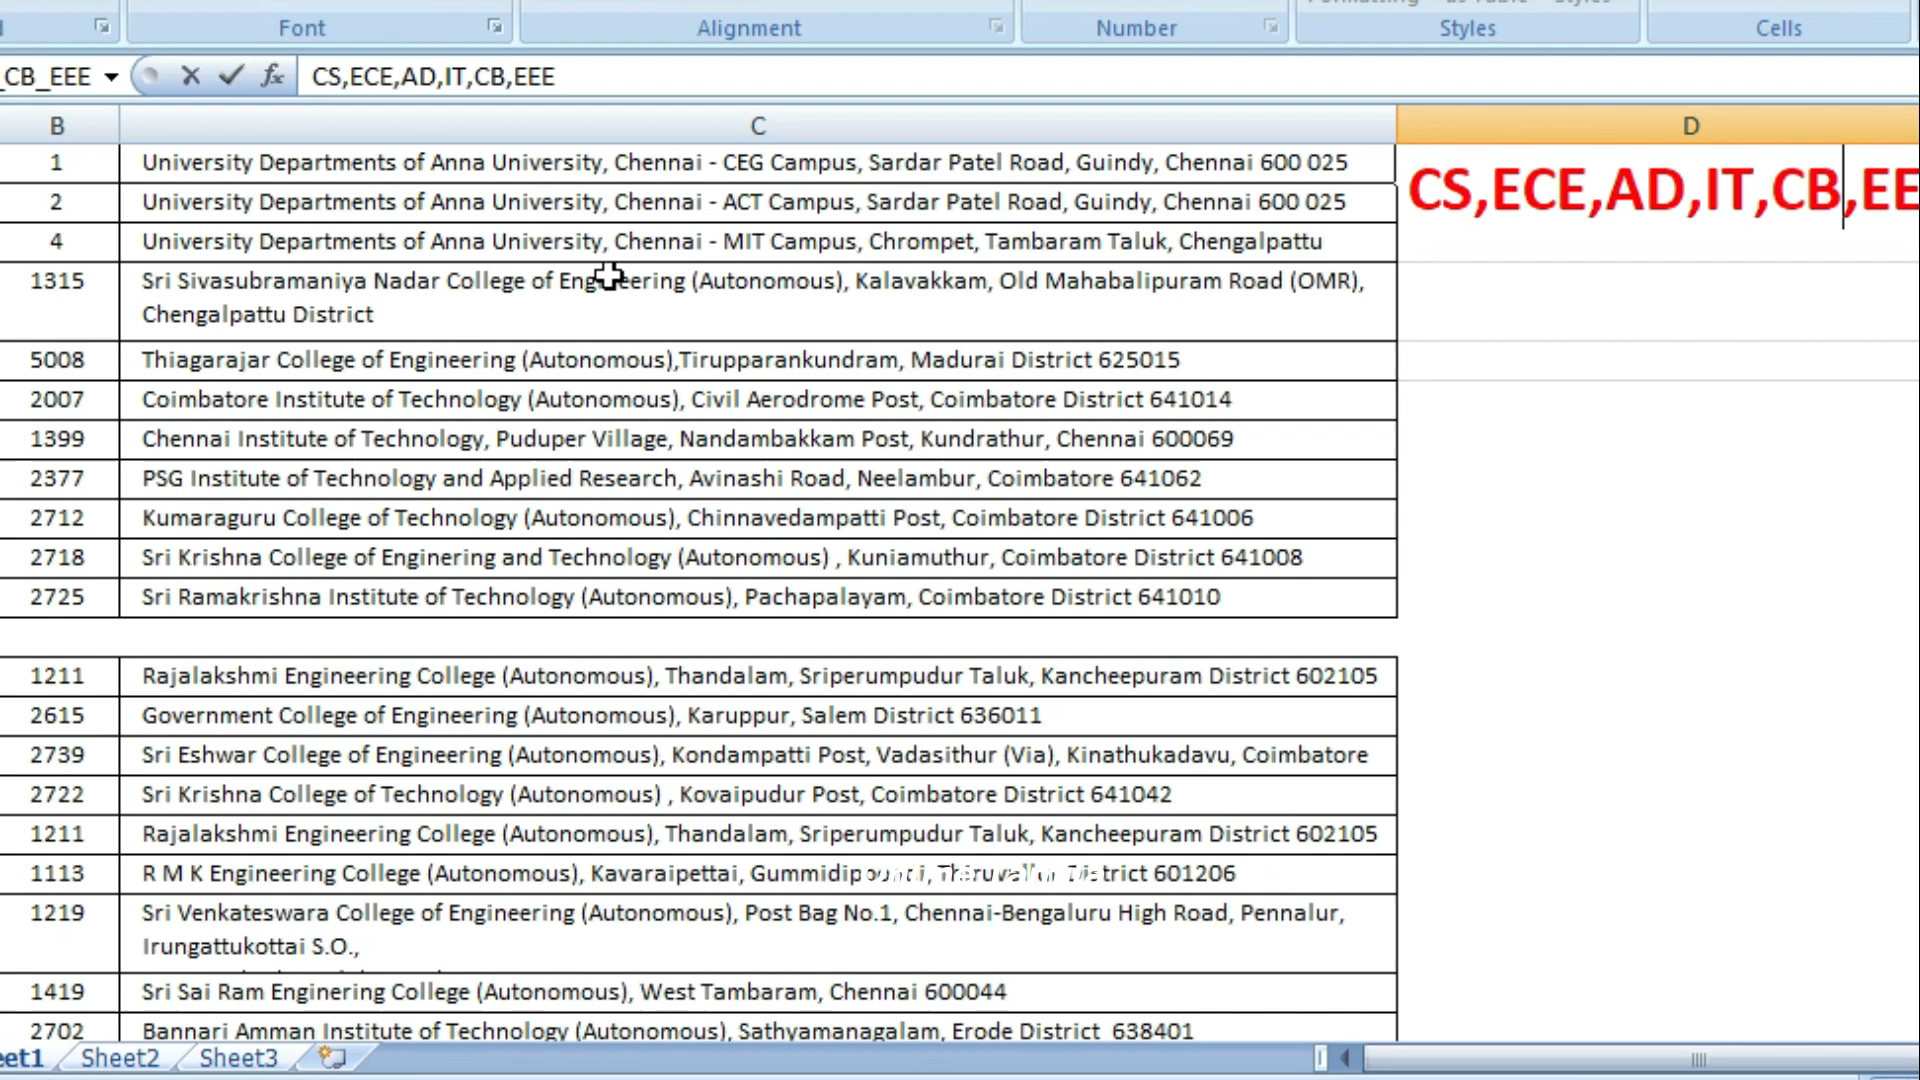 Font
Alignment
Number
Styles
Cells
_CB_EEE
fx
CS,ECE,AD,IT,CB,EEE
B
C
D
1
University Departments of Anna University, Chennai - CEG Campus, Sardar Patel Road, Guindy, Chennai 600 025
CS,ECE,AD,IT,CB,EE
2
University Departments of Anna University, Chennai - ACT Campus, Sardar Patel Road, Guindy, Chennai 600 025
4
University Departments of Anna University, Chennai - MIT Campus, Chrompet, Tambaram Taluk, Chengalpattu
1315
Sri Sivasubramaniya Nadar College of Engineering (Autonomous), Kalavakkam, Old Mahabalipuram Road (OMR),
Chengalpattu District
5008
Thiagarajar College of Engineering (Autonomous),Tirupparankundram, Madurai District 625015
2007
Coimbatore Institute of Technology (Autonomous), Civil Aerodrome Post, Coimbatore District 641014
1399
Chennai Institute of Technology, Puduper Village, Nandambakkam Post, Kundrathur, Chennai 600069
2377
PSG Institute of Technology and Applied Research, Avinashi Road, Neelambur, Coimbatore 641062
2712
Kumaraguru College of Technology (Autonomous), Chinnavedampatti Post, Coimbatore District 641006
2718
Sri Krishna College of Enginering and Technology (Autonomous) , Kuniamuthur, Coimbatore District 641008
2725
Sri Ramakrishna Institute of Technology (Autonomous), Pachapalayam, Coimbatore District 641010
1211
Rajalakshmi Engineering College (Autonomous), Thandalam, Sriperumpudur Taluk, Kancheepuram District 602105
2615
Government College of Engineering (Autonomous), Karuppur, Salem District 636011
2739
Sri Eshwar College of Engineering (Autonomous), Kondampatti Post, Vadasithur (Via), Kinathukadavu, Coimbatore
2722
Sri Krishna College of Technology (Autonomous) , Kovaipudur Post, Coimbatore District 641042
1211
Rajalakshmi Engineering College (Autonomous), Thandalam, Sriperumpudur Taluk, Kancheepuram District 602105
1113
R M K Engineering College (Autonomous), Kavaraipettai, District 601206
1219
Sri Venkateswara College of Engineering (Autonomous), Post Bag No.1, Chennai-Bengaluru High Road, Pennalur,
Irungattukottai S.O.,
1419
Sri Sai Ram Enginering College (Autonomous), West Tambaram, Chennai 600044
2702
Bannari Amman Institute of Technology (Autonomous), Sathyamanagalam, Erode District 638401
eet1
Sheet2
Sheet3